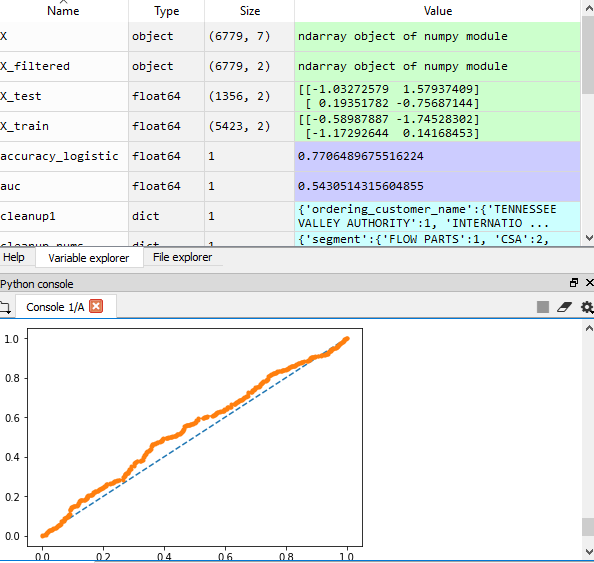 Name Type Size Value
X object (6779, 7) ndarray object of numpy module
X_filtered object (6779, 2) ndarray object of numpy module
X_test float64 (1356, 2) [[-1.03272579 1.57937409]
[ 0.19351782 -0.75687144]
X_train float64 (5423, 2) [[-0.58987887 -1.74528302]
[-1.17292644 0.14168453]
accuracy_logistic float64 1 0.7706489675516224
auc float64 1 0.5430514315604855
cleanup1 dict 1 {'ordering_customer_name':{'TENNESSEE
VALLEY AUTHORITY':1, 'INTERNATIO ...
cleanup_nums dict 1 {'segment':{'FLOW PARTS':1, 'CSA':2,
Help Variable explorer File explorer
Python console
Console 1/A
1.0
0.8
0.6
0.4
0.2
0.0
0.0 0.2 0.4 0.6 0.8 1.0